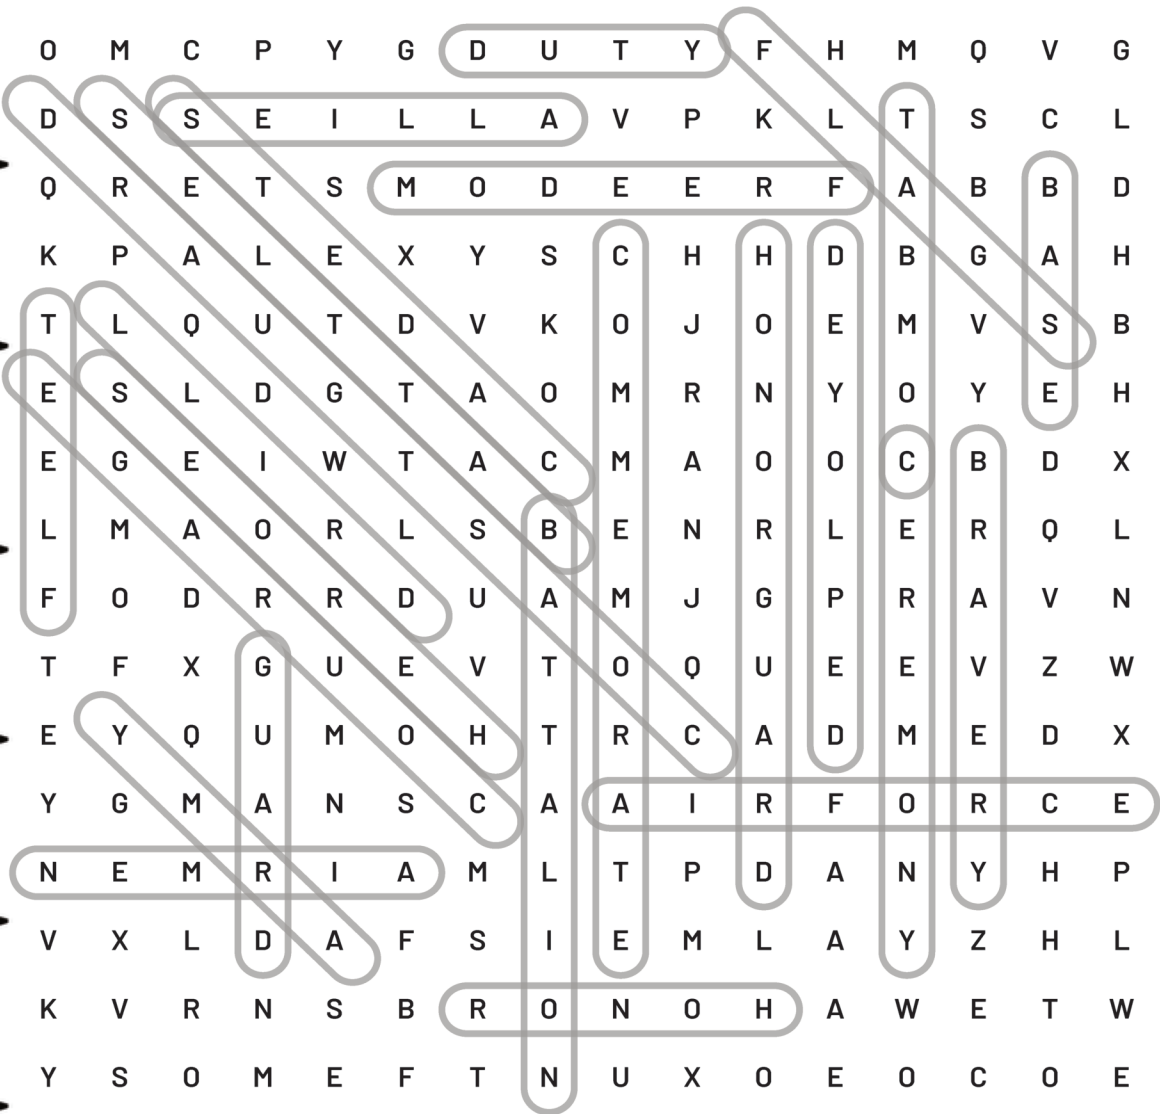 O M C P Y G D U T Y F H M Q V G
D S S E I L L A V P K L T S C L
Q R E T S M O D E E R F A B B D
K P A L E X Y S C H H D B G A H
T L Q U T D V K O J O E M V S B
E S L D G T A O M R N Y O Y E H
E G E I W T A C M A O O C B D X
L M A O R L S B E N R L E R Q L
F O D R R D U A M J G P R A V N
T F X G U E V T O Q U E E V Z W
E Y Q U M O H T R C A D M E D X
Y G M A N S C A A I R F O R C E
N E M R I A M L T P D A N Y H P
V X L D A F S I E M L A Y Z H L
K V R N S B R O N O H A W E T W
Y S O M E F T N U X O E O C O E